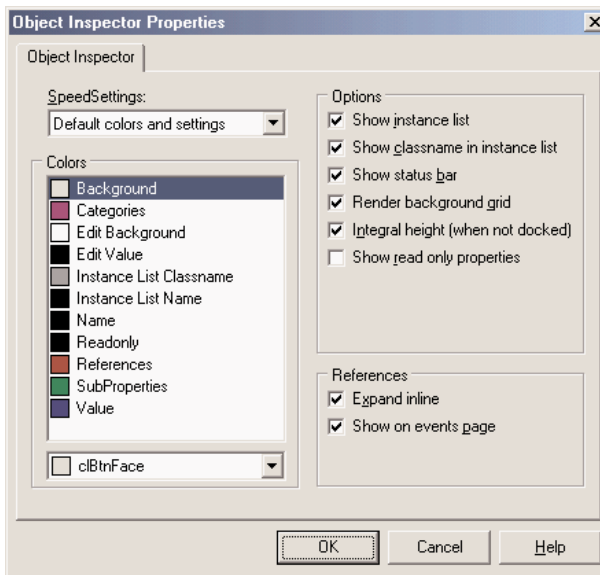 Object Inspector Properties
Object Inspector
SpeedSettings:
Default colors and settings
Colors
Background
Categories
Edit Background
Edit Value
Instance List Classname
Instance List Name
Name
Readonly
References
SubProperties
Value
clBtnFace
Options
Show instance list
Show classname in instance list
Show status bar
Render background grid
Integral height (when not docked)
Show read only properties
References
Expand inline
Show on events page
OK
Cancel
Help